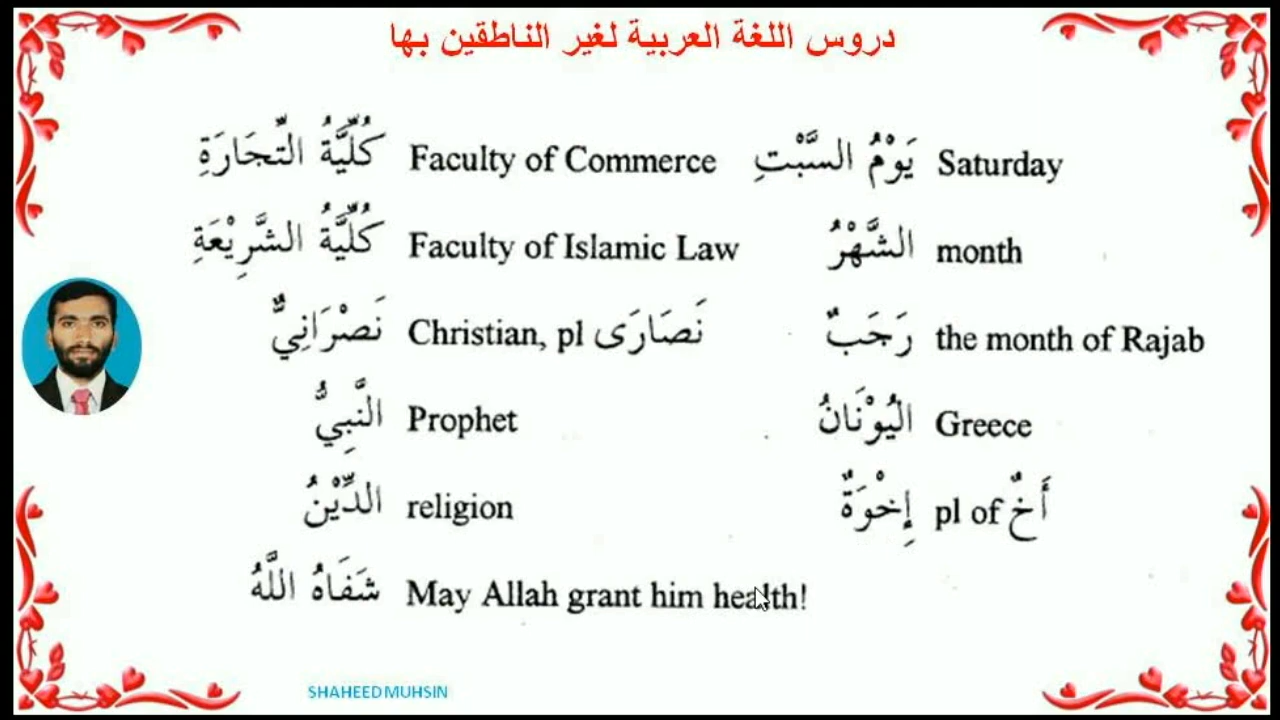 دروس اللغة العربية لغير الناطقين بها
كُلِّيَّةُ التِّجَارَةِ Faculty of Commerce يَوْمُ السَّبْتِ Saturday
كُلِّيَّةُ الشَّرِيْعَةِ Faculty of Islamic Law الشَّهْرُ month
نَصْرَانِيٌّ Christian, pl نَصَارَى رَجَبٌ the month of Rajab
النَّبِيُّ Prophet اليُوْنَانُ Greece
الدِّيْنُ religion إِخْوَةٌ pl of أَخٌ
شَفَاهُ اللَّهُ May Allah grant him health!
SHAHEED MUHSIN